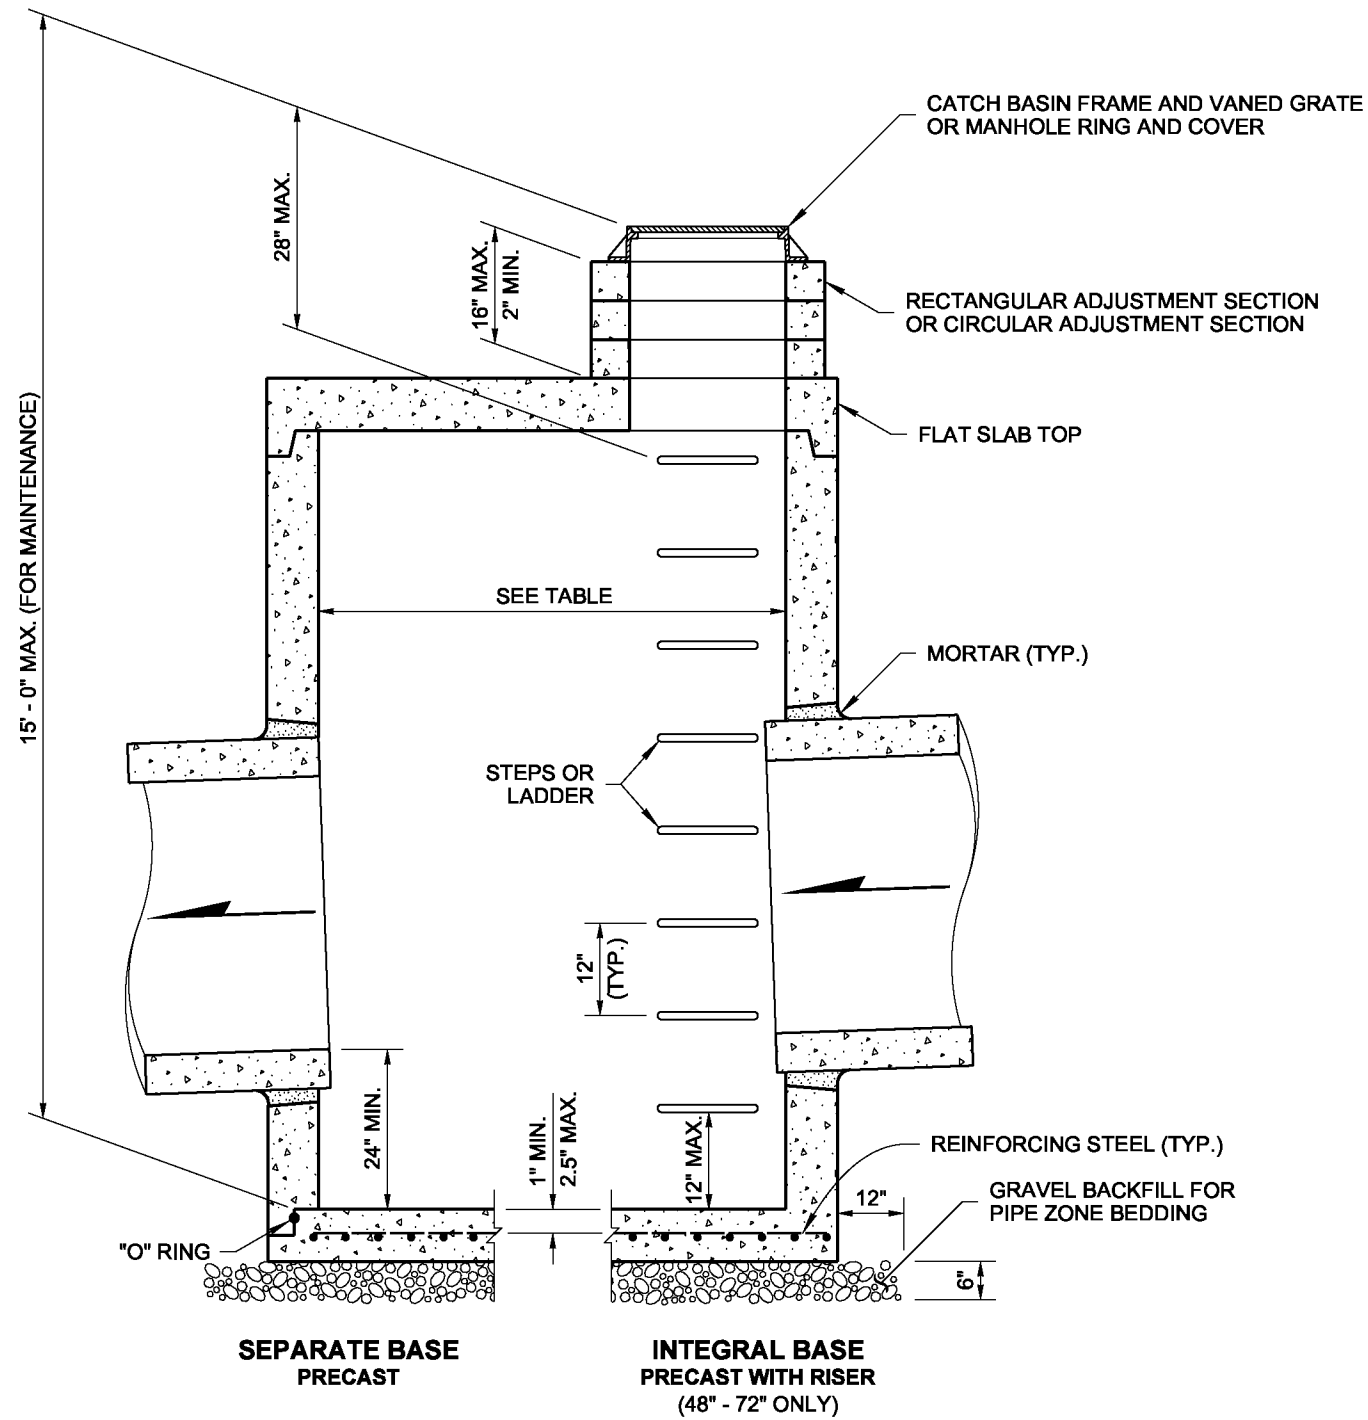 CATCH BASIN FRAME AND VANED GRATE
OR MANHOLE RING AND COVER
28" MAX.
16" MAX.
2" MIN.
RECTANGULAR ADJUSTMENT SECTION
OR CIRCULAR ADJUSTMENT SECTION
FLAT SLAB TOP
15' - 0" MAX. (FOR MAINTENANCE)
SEE TABLE
MORTAR (TYP.)
STEPS OR
LADDER
12"
(TYP.)
24" MIN.
1" MIN.
2.5" MAX.
12" MAX.
REINFORCING STEEL (TYP.)
GRAVEL BACKFILL FOR
PIPE ZONE BEDDING
12"
"O" RING
6"
SEPARATE BASE
PRECAST
INTEGRAL BASE
PRECAST WITH RISER
(48" - 72" ONLY)